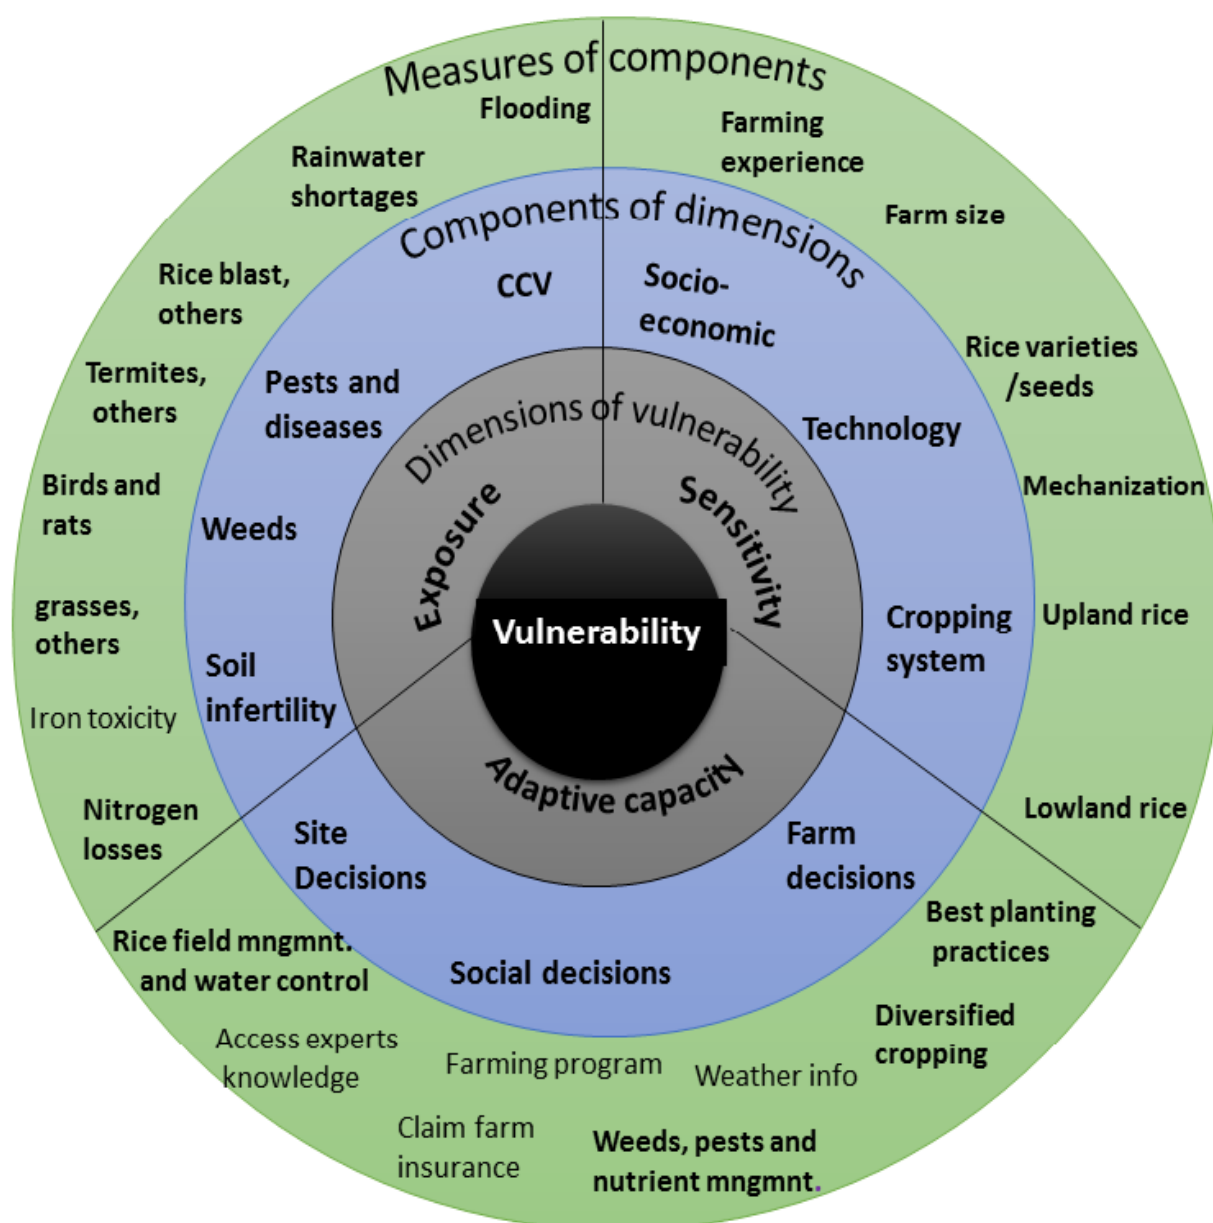 Measures of components
Flooding
Farming
experience
Rainwater
shortages
Farm size
Components of dimensions
Rice blast,
others
CCV
Socio-
economic
Rice varieties
/seeds
Termites,
others
Pests and
diseases
Technology
Dimensions of vulnerability
Birds and
rats
Mechanization
Weeds
Exposure
Sensitivity
grasses,
others
Vulnerability
Cropping
system
Upland rice
Soil
infertility
Iron toxicity
Adaptive capacity
Nitrogen
losses
Lowland rice
Site
Decisions
Farm
decisions
Best planting
practices
Rice field mngmnt.
and water control
Social decisions
Diversified
cropping
Access experts
knowledge
Farming program
Weather info
Claim farm
insurance
Weeds, pests and
nutrient mngmnt.